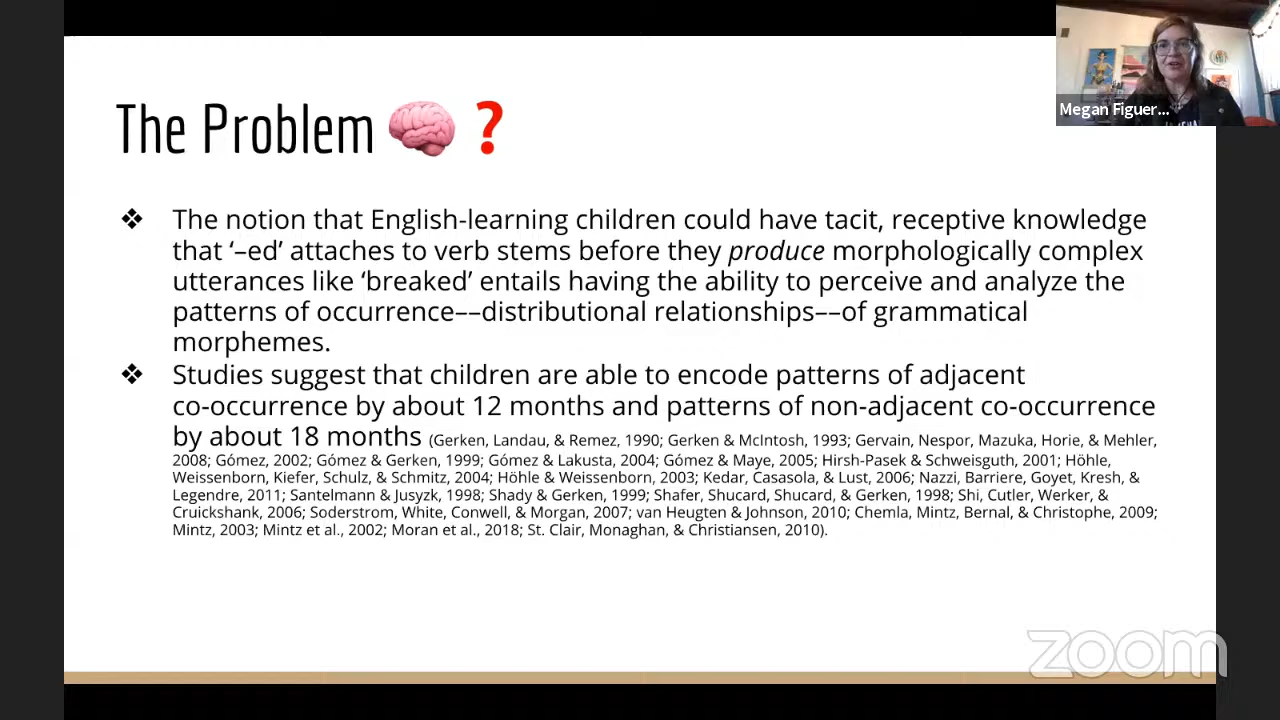 The Problem 🧠❓
Megan Figuer...
❖ The notion that English-learning children could have tacit, receptive knowledge
that ‘–ed’ attaches to verb stems before they produce morphologically complex
utterances like ‘breaked’ entails having the ability to perceive and analyze the
patterns of occurrence––distributional relationships––of grammatical
morphemes.
❖ Studies suggest that children are able to encode patterns of adjacent
co-occurrence by about 12 months and patterns of non-adjacent co-occurrence
by about 18 months (Gerken, Landau, & Remez, 1990; Gerken & McIntosh, 1993; Gervain, Nespor, Mazuka, Horie, & Mehler,
2008; Gómez, 2002; Gómez & Gerken, 1999; Gómez & Lakusta, 2004; Gómez & Maye, 2005; Hirsh-Pasek & Schweisguth, 2001; Höhle,
Weissenborn, Kiefer, Schulz, & Schmitz, 2004; Höhle & Weissenborn, 2003; Kedar, Casasola, & Lust, 2006; Nazzi, Barriere, Goyet, Kresh, &
Legendre, 2011; Santelmann & Jusyzk, 1998; Shady & Gerken, 1999; Shafer, Shucard, Shucard, & Gerken, 1998; Shi, Cutler, Werker, &
Cruickshank, 2006; Soderstrom, White, Conwell, & Morgan, 2007; van Heugten & Johnson, 2010; Chemla, Mintz, Bernal, & Christophe, 2009;
Mintz, 2003; Mintz et al., 2002; Moran et al., 2018; St. Clair, Monaghan, & Christiansen, 2010).
zoom